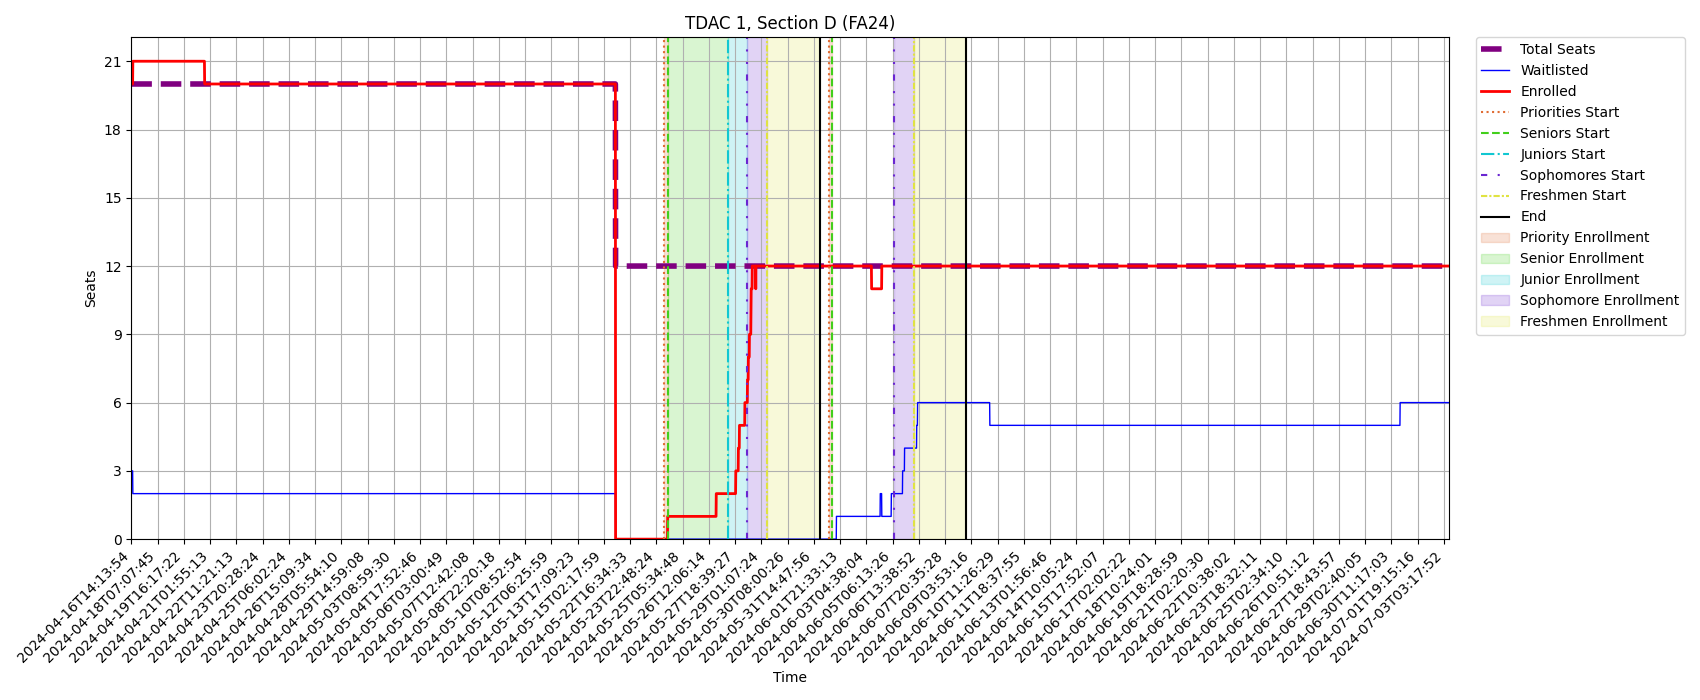 TDAC 1, Section D (FA24)
Total Seats
Waitlisted
Enrolled
Priorities Start
Seniors Start
Juniors Start
Sophomores Start
Freshmen Start
End
Priority Enrollment
Senior Enrollment
Junior Enrollment
Sophomore Enrollment
Freshmen Enrollment
Seats
21
18
15
12
9
6
3
0
2024-04-16T14:13:54
2024-04-18T07:07:45
2024-04-19T16:17:22
2024-04-21T01:55:13
2024-04-22T11:21:13
2024-04-23T20:28:24
2024-04-25T06:02:24
2024-04-26T15:09:34
2024-04-28T05:54:10
2024-04-29T14:59:08
2024-05-03T08:59:30
2024-05-04T17:52:46
2024-05-06T03:00:49
2024-05-07T12:42:08
2024-05-08T22:20:18
2024-05-10T08:52:54
2024-05-12T06:25:59
2024-05-13T17:09:23
2024-05-15T02:17:59
2024-05-22T16:34:33
2024-05-23T22:48:24
2024-05-25T05:34:48
2024-05-26T12:06:14
2024-05-27T18:39:27
2024-05-29T01:07:24
2024-05-30T08:00:26
2024-05-31T14:47:56
2024-06-01T21:33:13
2024-06-03T04:38:04
2024-06-05T06:13:26
2024-06-06T13:38:52
2024-06-07T20:35:28
2024-06-09T03:53:16
2024-06-10T11:26:29
2024-06-11T18:37:55
2024-06-13T01:56:46
2024-06-14T10:05:24
2024-06-15T17:52:07
2024-06-17T02:02:22
2024-06-18T10:24:01
2024-06-19T18:28:59
2024-06-21T02:20:30
2024-06-22T10:38:02
2024-06-23T18:32:11
2024-06-25T02:34:10
2024-06-26T10:51:12
2024-06-27T18:43:57
2024-06-29T02:40:05
2024-06-30T11:17:03
2024-07-01T19:15:16
2024-07-03T03:17:52
Time